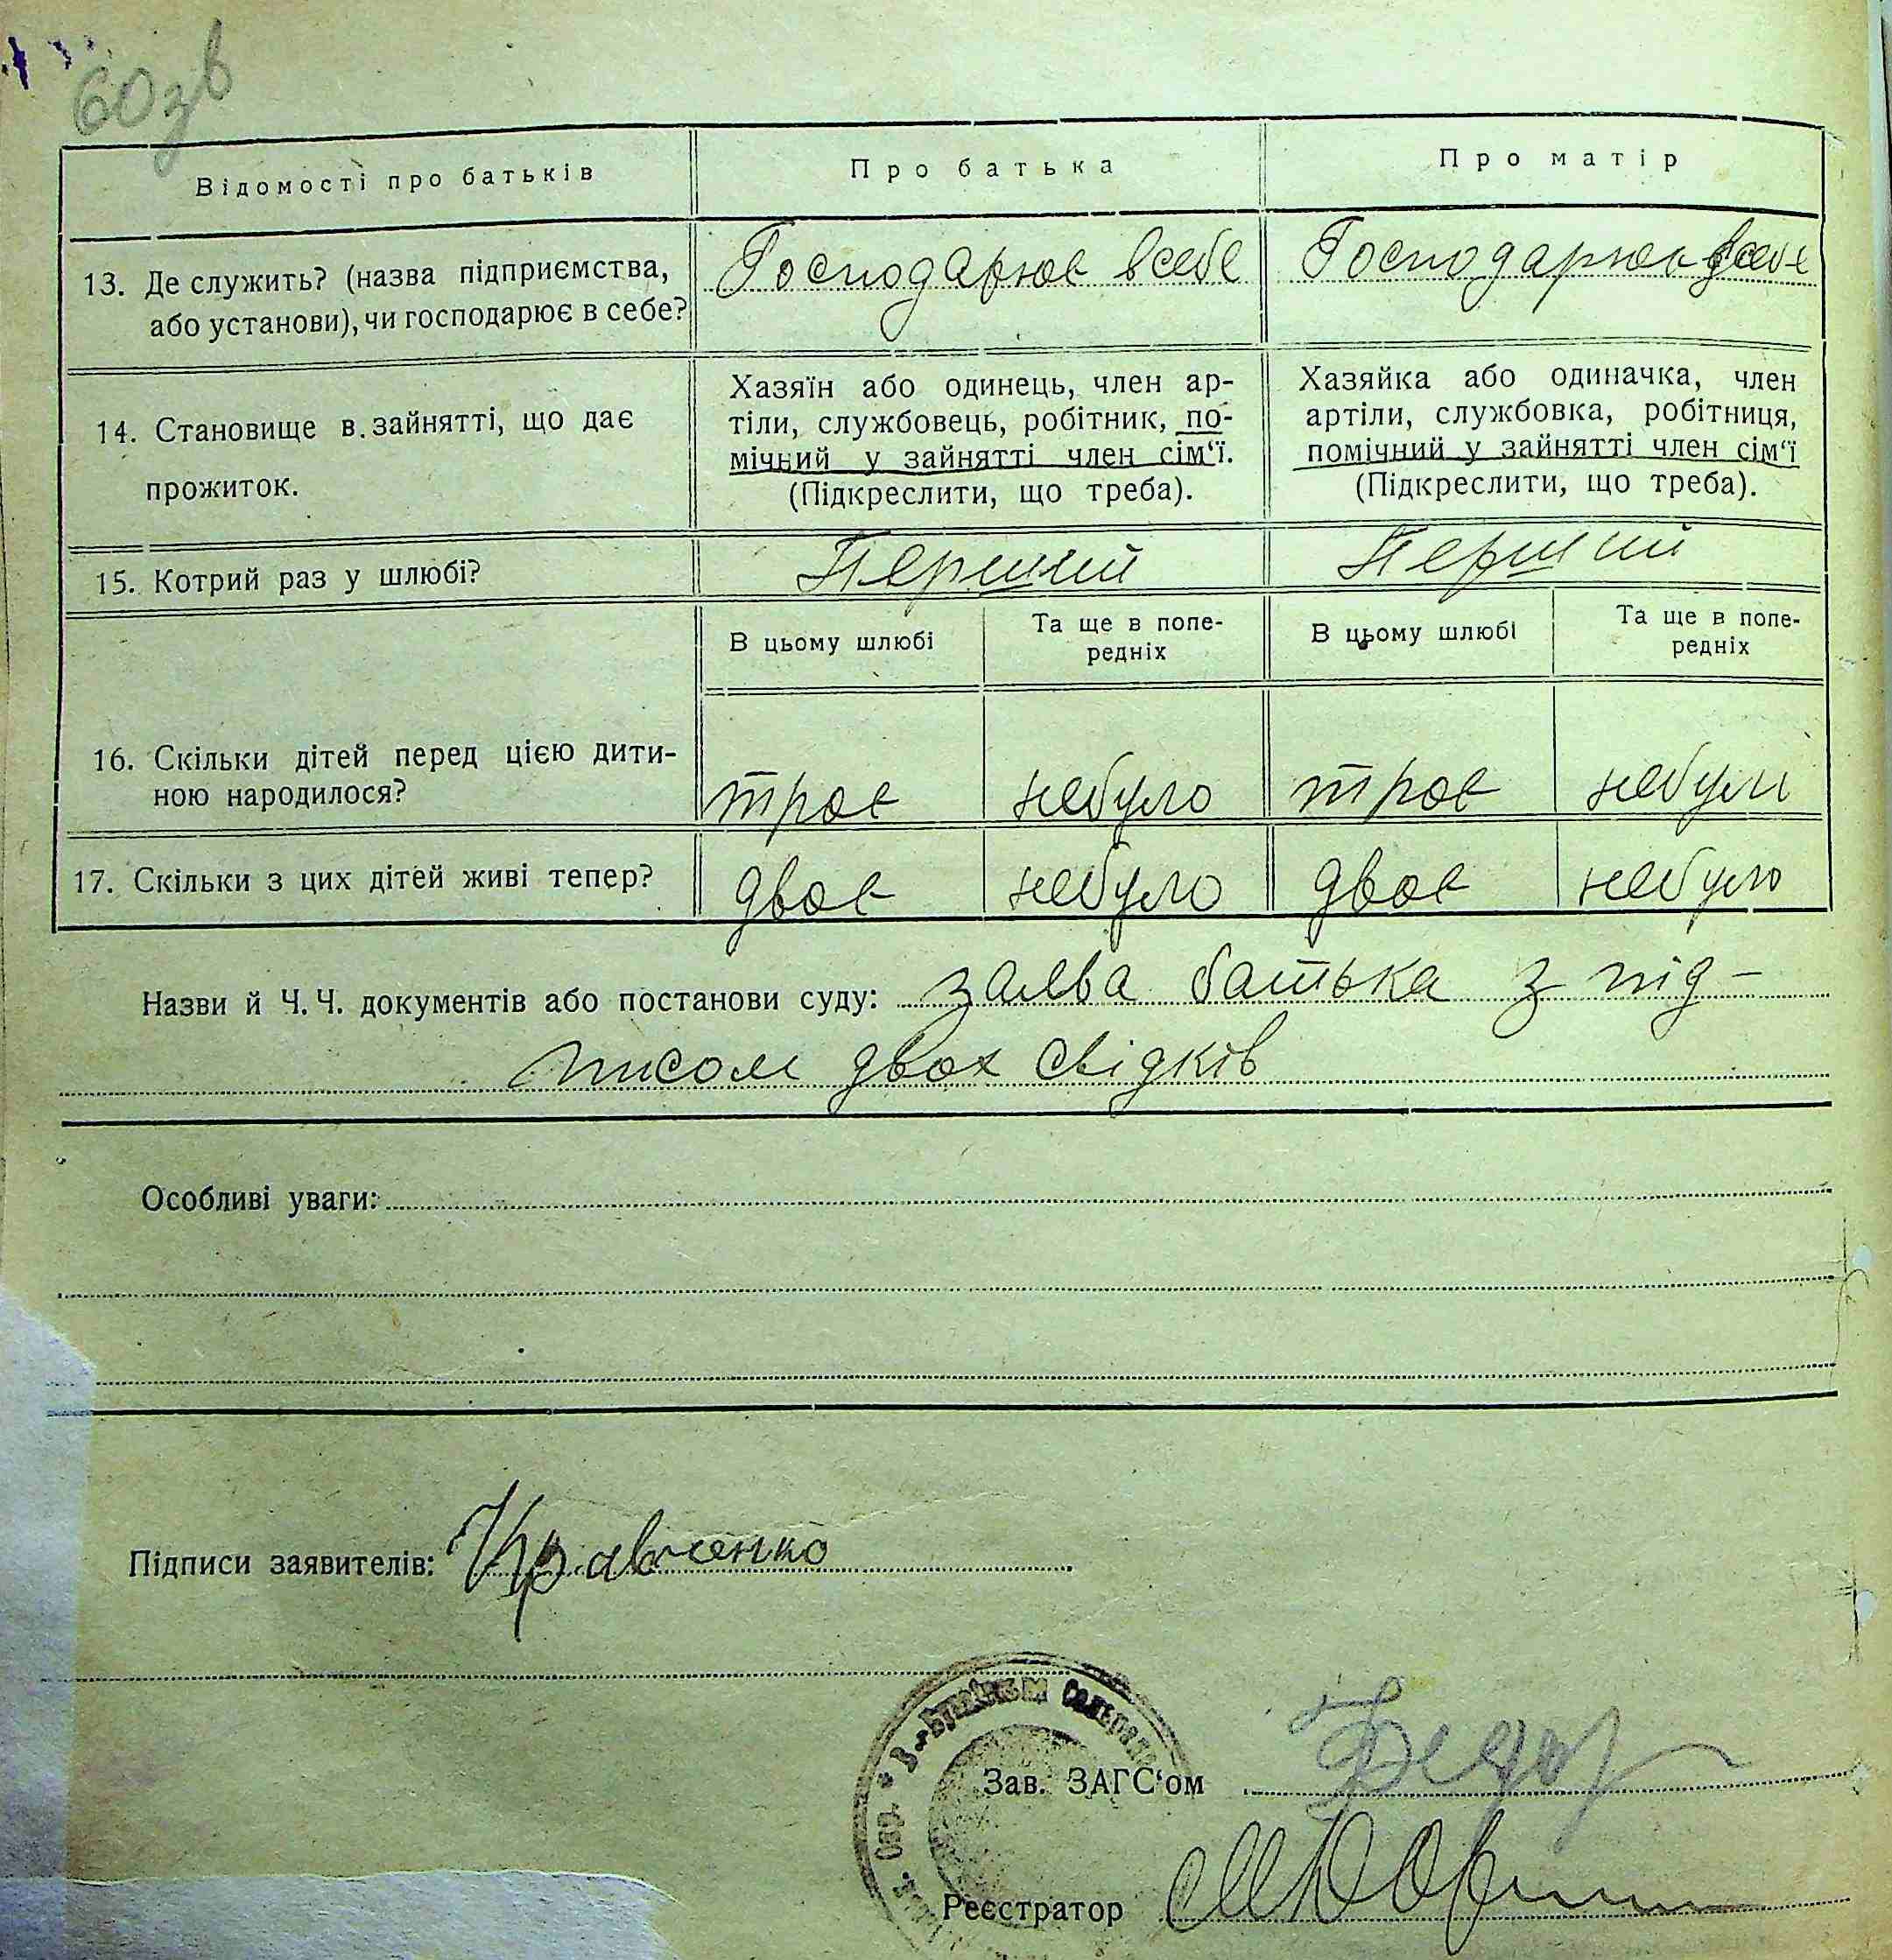 60зв
Відомості про батьків
Про батька
Про матір
13. Де служить? (назва підприємства,
або установи), чи господарює в себе?
Господарює всебе
Господарює всебе
14. Становище в зайнятті, що дає
прожиток.
Хазяїн або одинець, член ар-
тіли, службовець, робітник, по-
мічний у зайнятті член сім‘ї.
(Підкреслити, що треба).
Хазяйка або одиначка, член
артіли, службовка, робітниця,
помічний у зайнятті член сім‘ї
(Підкреслити, що треба).
15. Котрий раз у шлюбі?
Перший
Перший
В цьому шлюбі
Та ще в попе-
редніх
В цьому шлюбі
Та ще в попе-
редніх
16. Скільки дітей перед цією дити-
ною народилося?
троє
небуло
троє
небули
17. Скільки з цих дітей живі тепер?
двоє
небуло
двоє
небуло
Назви й Ч. Ч. документів або постанови суду: заява батька з під-
писом двох свідків
Особливі уваги:
Підписи заявителів: Кравченко
Зав. ЗАГС‘ом
Реєстратор